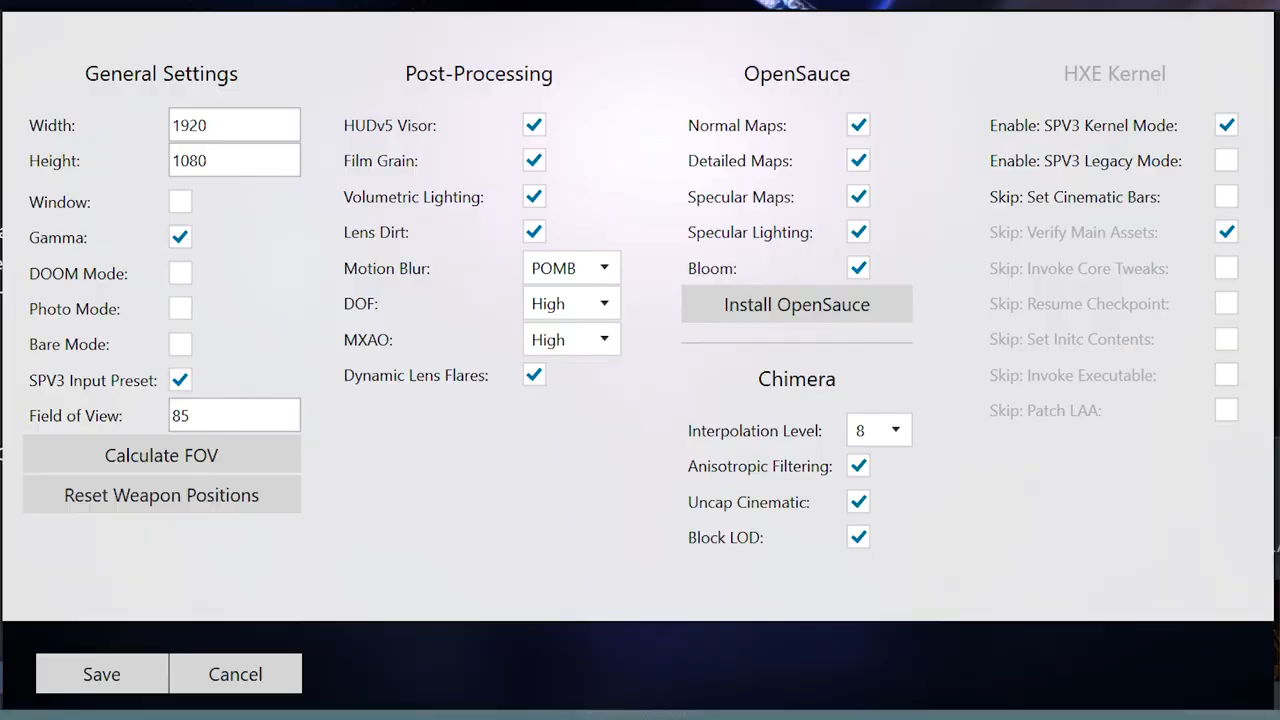 General Settings
Width: 1920
Height: 1080
Window:
Gamma:
DOOM Mode:
Photo Mode:
Bare Mode:
SPV3 Input Preset:
Field of View: 85
Calculate FOV
Reset Weapon Positions
Post-Processing
HUDv5 Visor:
Film Grain:
Volumetric Lighting:
Lens Dirt:
Motion Blur: POMB
DOF: High
MXAO: High
Dynamic Lens Flares:
OpenSauce
Normal Maps:
Detailed Maps:
Specular Maps:
Specular Lighting:
Bloom:
Install OpenSauce
Chimera
Interpolation Level: 8
Anisotropic Filtering:
Uncap Cinematic:
Block LOD:
HXE Kernel
Enable: SPV3 Kernel Mode:
Enable: SPV3 Legacy Mode:
Skip: Set Cinematic Bars:
Skip: Verify Main Assets:
Skip: Invoke Core Tweaks:
Skip: Resume Checkpoint:
Skip: Set Initc Contents:
Skip: Invoke Executable:
Skip: Patch LAA:
Save
Cancel